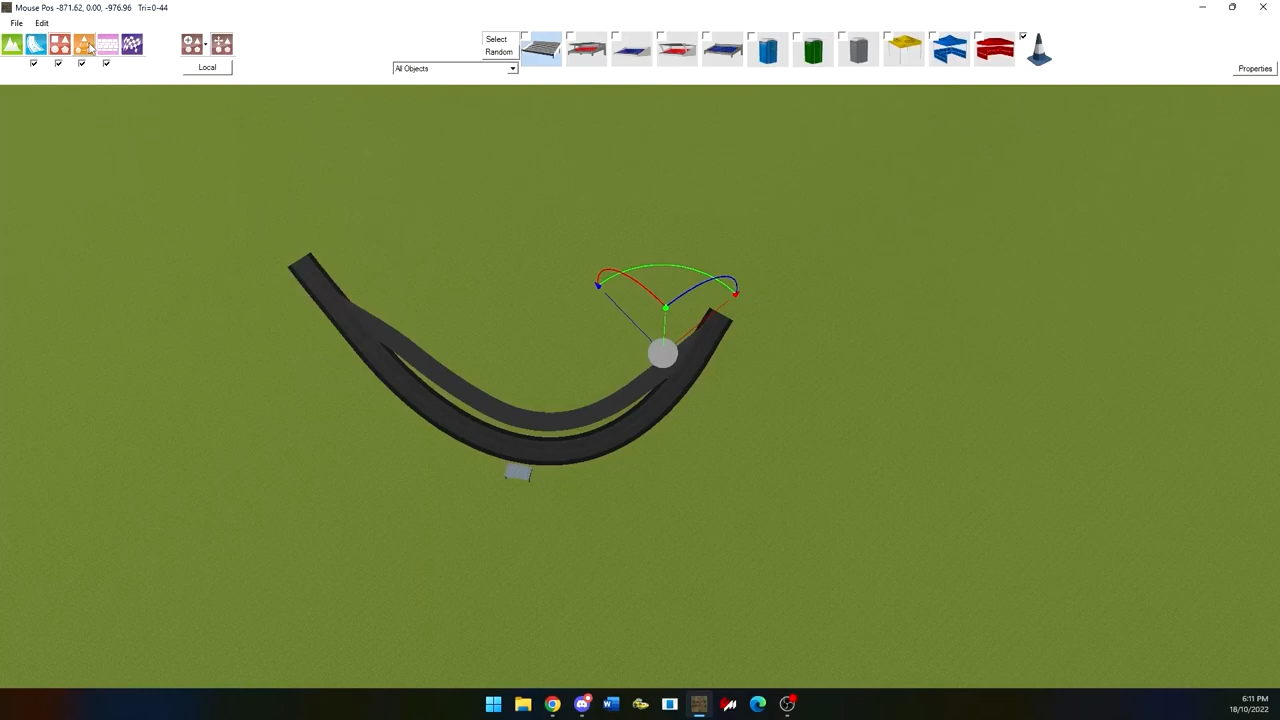 Mouse Pos -871.62, 0.00, -976.96  Tri=0-44
File Edit
Local
Select
Random
All Objects
Properties
6:11 PM
18/10/2022